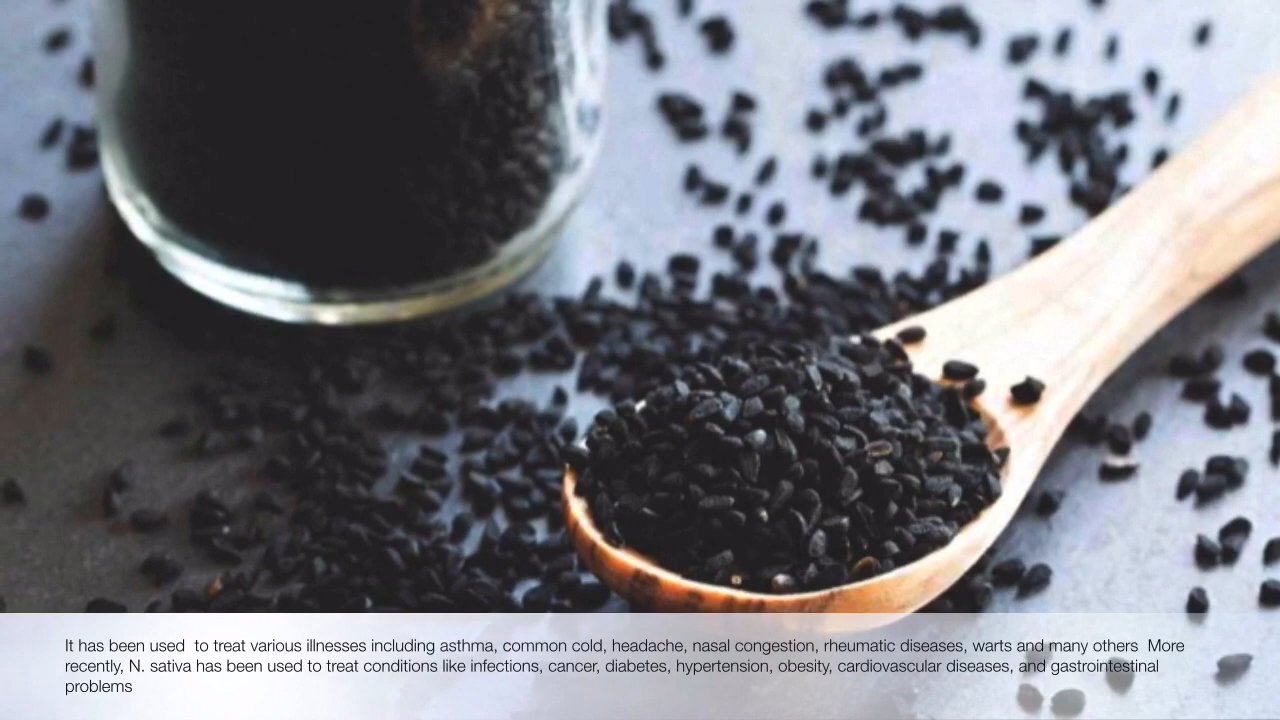 It has been used  to treat various illnesses including asthma, common cold, headache, nasal congestion, rheumatic diseases, warts and many others  More
recently, N. sativa has been used to treat conditions like infections, cancer, diabetes, hypertension, obesity, cardiovascular diseases, and gastrointestinal
problems